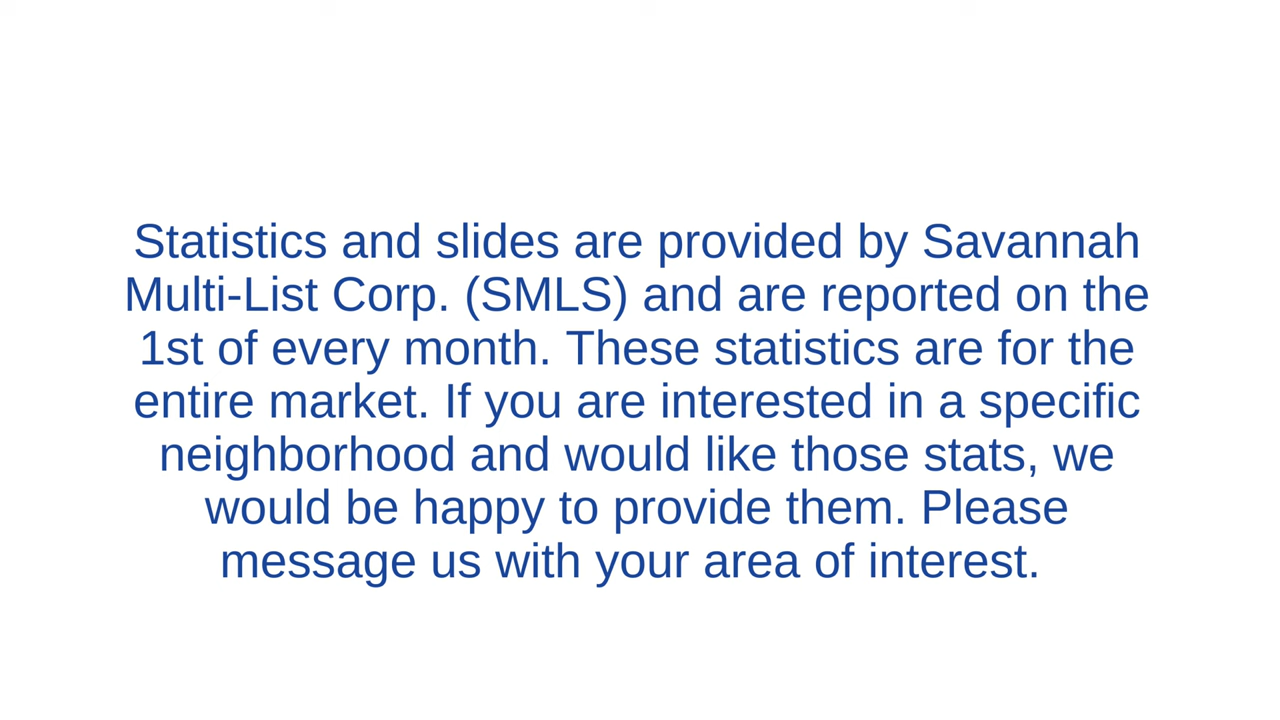 Statistics and slides are provided by Savannah
Multi-List Corp. (SMLS) and are reported on the
1st of every month. These statistics are for the
entire market. If you are interested in a specific
neighborhood and would like those stats, we
would be happy to provide them. Please
message us with your area of interest.